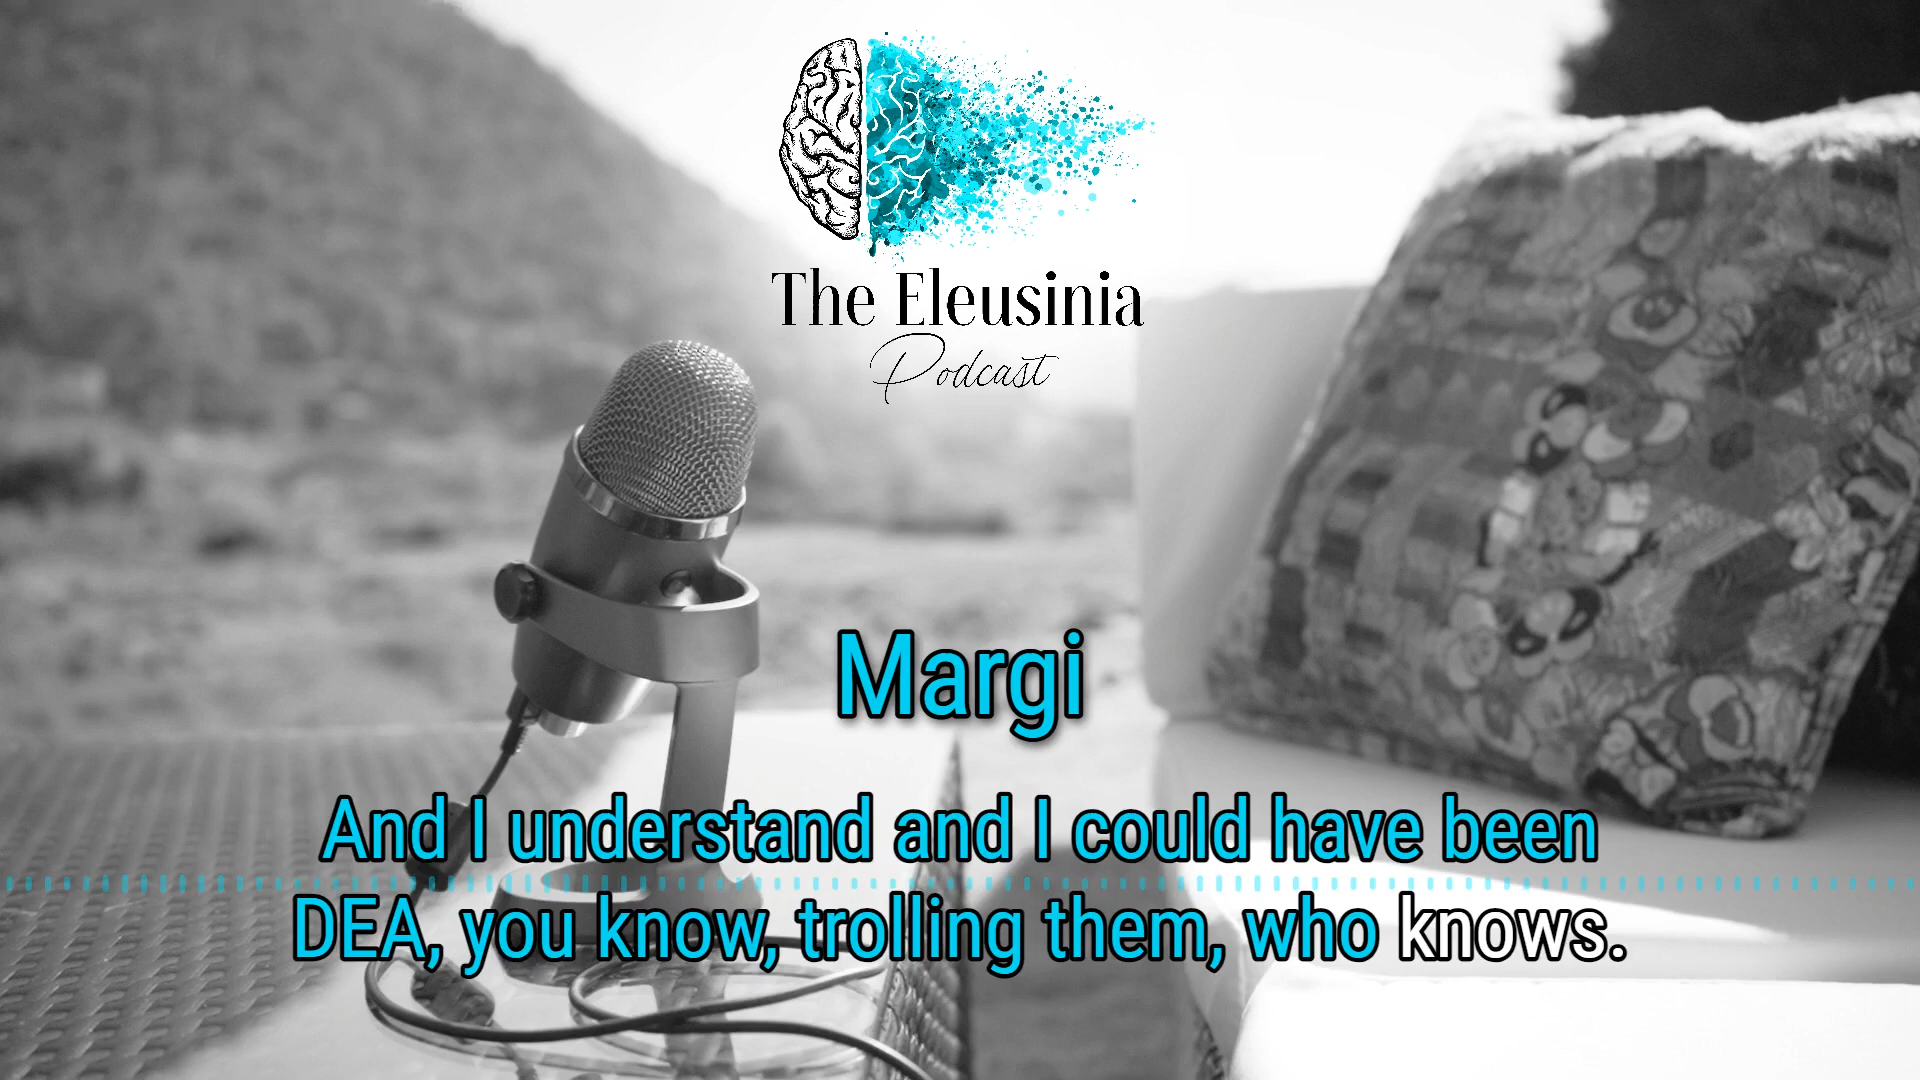 The Eleusinia
Podcast
Margi
And I understand and I could have been
DEA, you know, trolling them, who knows.